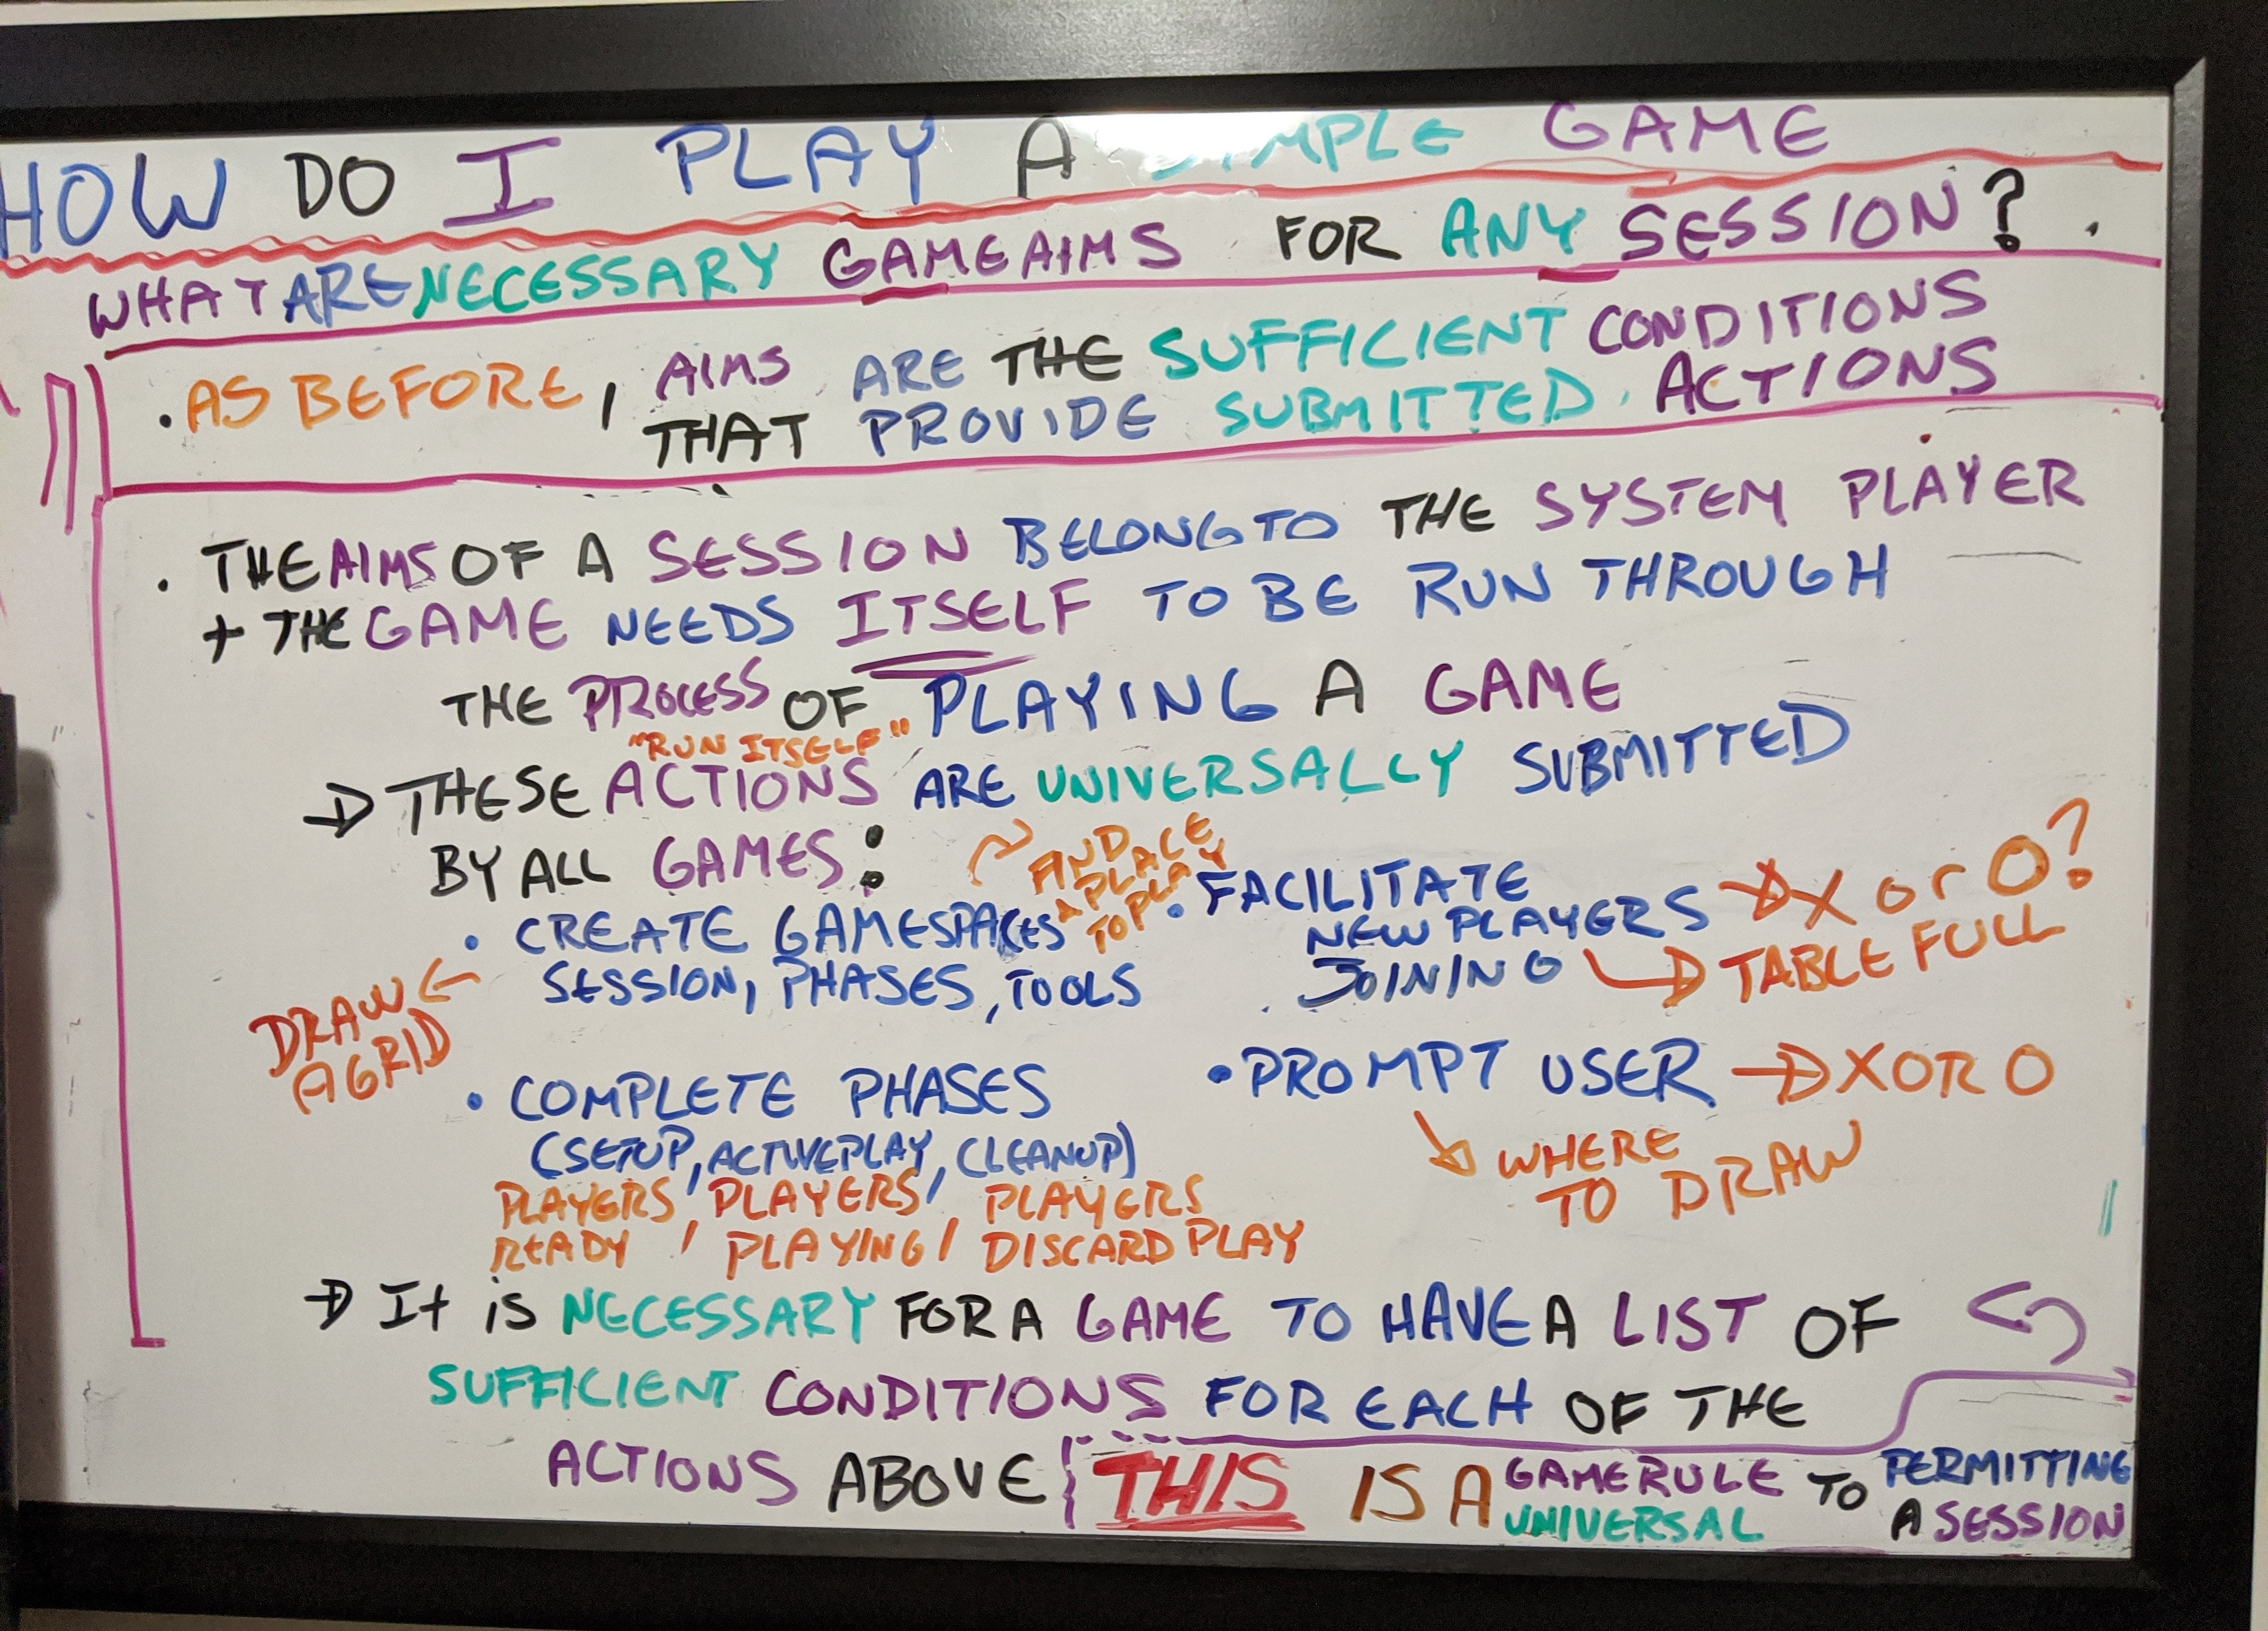 HOW DO I PLAY A SIMPLE GAME
WHAT ARE NECESSARY GAME AIMS FOR ANY SESSION?
• AS BEFORE, AIMS ARE THE SUFFICIENT CONDITIONS
THAT PROVIDE SUBMITTED ACTIONS
• THE AIMS OF A SESSION BELONG TO THE SYSTEM PLAYER
+ THE GAME NEEDS ITSELF TO BE RUN THROUGH
THE PROCESS OF PLAYING A GAME
"RUN ITSELF"
→ THESE ACTIONS ARE UNIVERSALLY SUBMITTED
BY ALL GAMES:
• CREATE GAMESPACES
SESSION, PHASES, TOOLS
A PLACE
TO PLAY
DRAW
A GRID
• FACILITATE
NEW PLAYERS
JOINING
→ X or O?
→ TABLE FULL
• COMPLETE PHASES
(SETUP, ACTIVEPLAY, CLEANUP)
PLAYERS, PLAYERS, PLAYERS
READY / PLAYING / DISCARD PLAY
• PROMPT USER → X OR O
WHERE
TO DRAW
→ It is NECESSARY FOR A GAME TO HAVE A LIST OF
SUFFICIENT CONDITIONS FOR EACH OF THE
ACTIONS ABOVE
THIS IS A GAMERULE TO PERMITTING
UNIVERSAL A SESSION